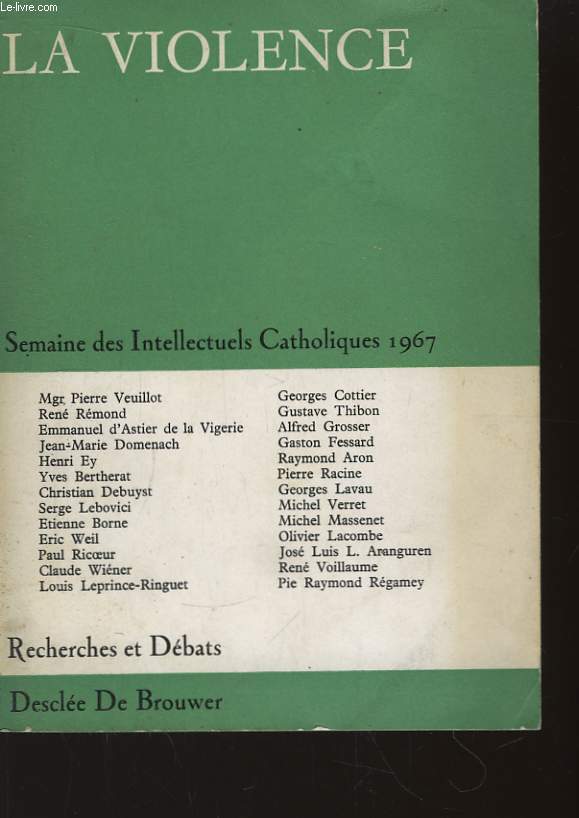 Le-livre.com
LA VIOLENCE
Semaine des Intellectuels Catholiques 1967
Mgr Pierre Veuillot
René Rémond
Emmanuel d'Astier de la Vigerie
Jean-Marie Domenach
Henri Ey
Yves Bertherat
Christian Debuyst
Serge Lebovici
Etienne Borne
Eric Weil
Paul Ricœur
Claude Wiéner
Louis Leprince-Ringuet
Georges Cottier
Gustave Thibon
Alfred Grosser
Gaston Fessard
Raymond Aron
Pierre Racine
Georges Lavau
Michel Verret
Michel Massenet
Olivier Lacombe
José Luis L. Aranguren
René Voillaume
Pie Raymond Régamey
Recherches et Débats
Desclée De Brouwer